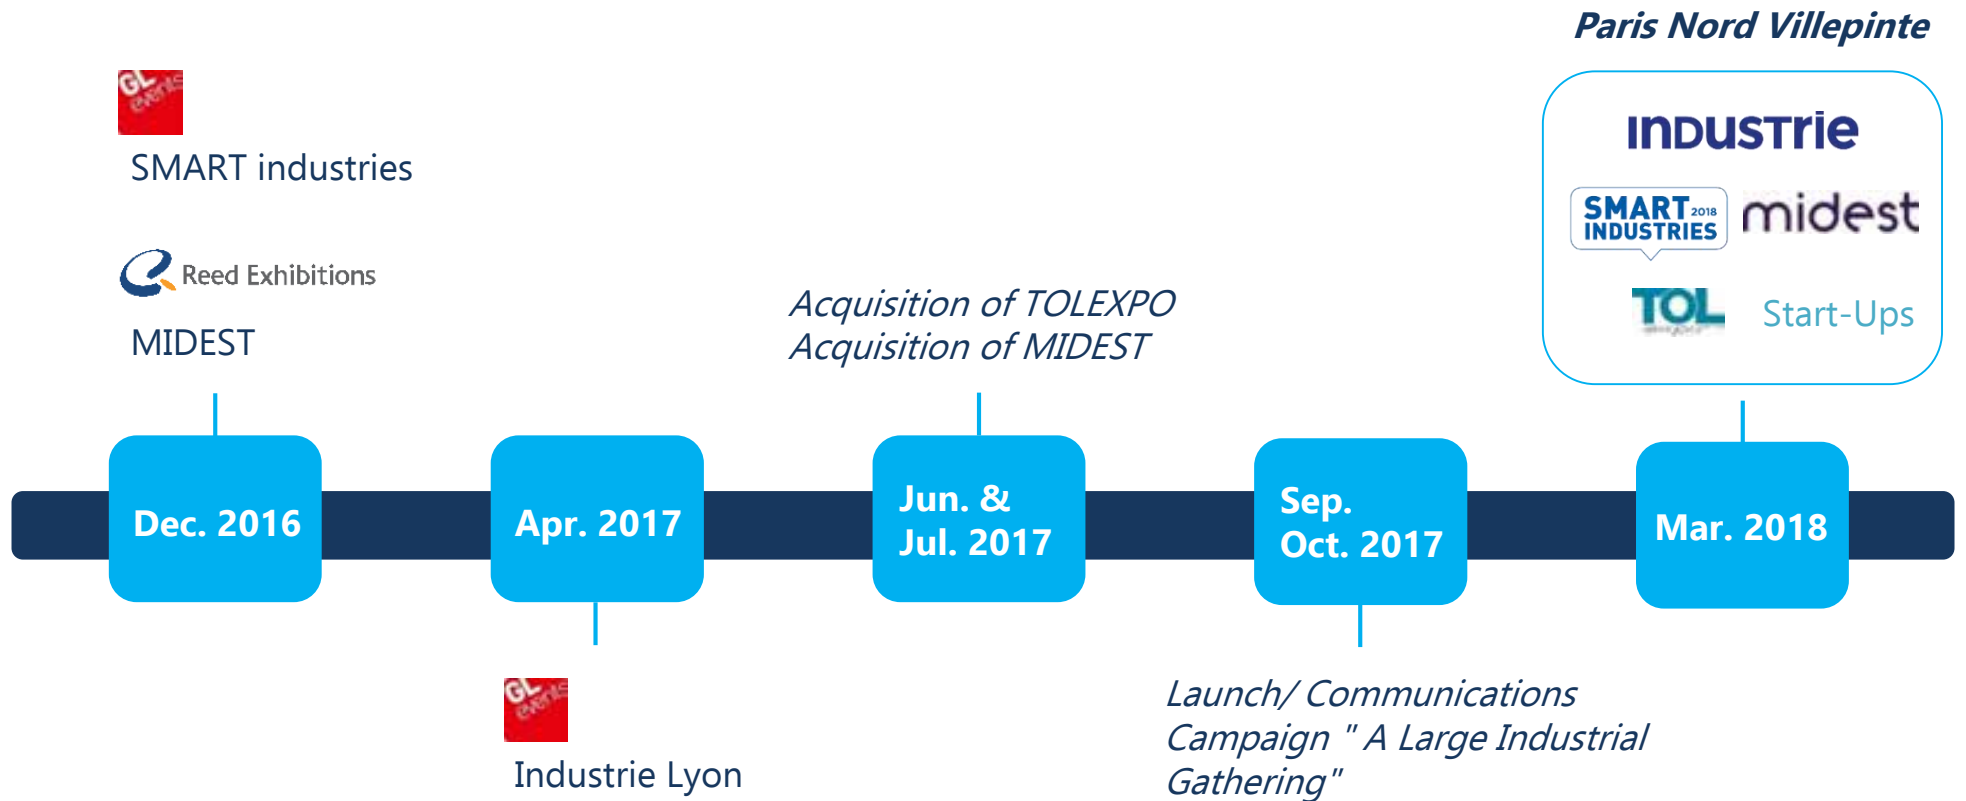 Paris Nord Villepinte
GL
events
SMART industries
Reed Exhibitions
MIDEST
Acquisition of TOLEXPO
Acquisition of MIDEST
INDUSTrie
SMART 2018
INDUSTRIES
midest
TOL
Start-Ups
Dec. 2016
Apr. 2017
Jun. &
Jul. 2017
Sep.
Oct. 2017
Mar. 2018
GL
events
Industrie Lyon
Launch/ Communications
Campaign " A Large Industrial
Gathering"